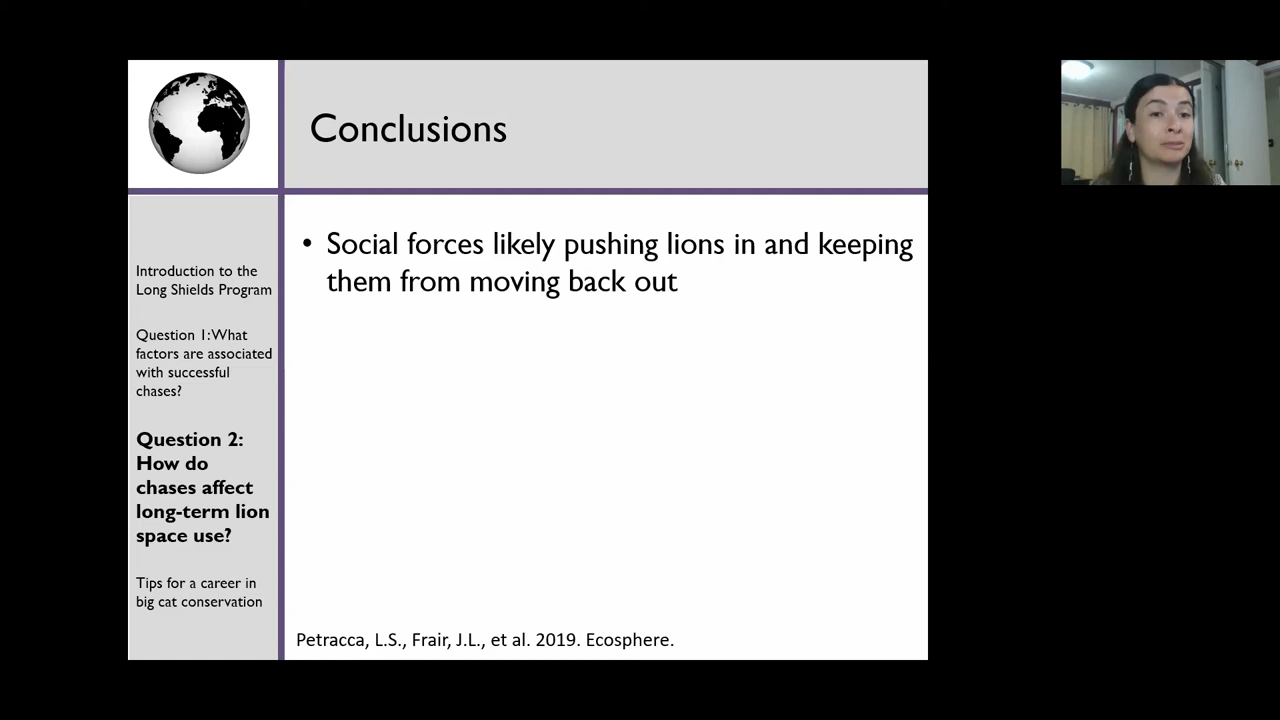 Conclusions
Introduction to the
Long Shields Program
Question 1:What
factors are associated
with successful
chases?
Question 2:
How do
chases affect
long-term lion
space use?
Tips for a career in
big cat conservation
• Social forces likely pushing lions in and keeping
them from moving back out
Petracca, L.S., Frair, J.L., et al. 2019. Ecosphere.